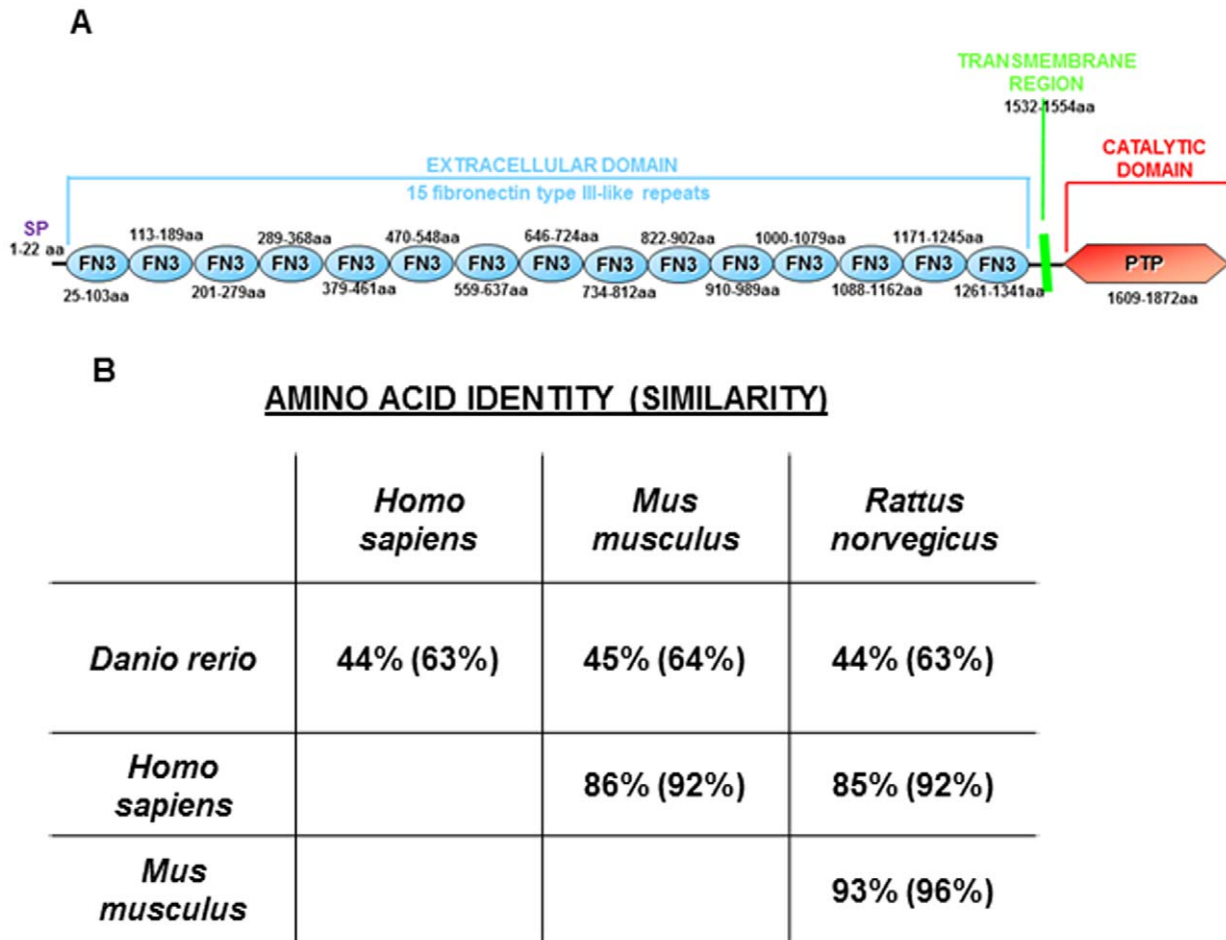 A
TRANSMEMBRANE
REGION
1532-1554aa
CATALYTIC
DOMAIN
EXTRACELLULAR DOMAIN
15 fibronectin type III-like repeats
SP
1-22 aa
113-189aa 289-368aa 470-548aa 646-724aa 822-902aa 1000-1079aa 1171-1245aa
FN3 FN3 FN3 FN3 FN3 FN3 FN3 FN3 FN3 FN3 FN3 FN3 FN3 FN3 FN3 PTP
25-103aa 201-279aa 379-461aa 559-637aa 734-812aa 910-989aa 1088-1162aa 1261-1341aa 1609-1872aa
B
AMINO ACID IDENTITY (SIMILARITY)
Homo sapiens Mus musculus Rattus norvegicus
Danio rerio 44% (63%) 45% (64%) 44% (63%)
Homo sapiens 86% (92%) 85% (92%)
Mus musculus 93% (96%)